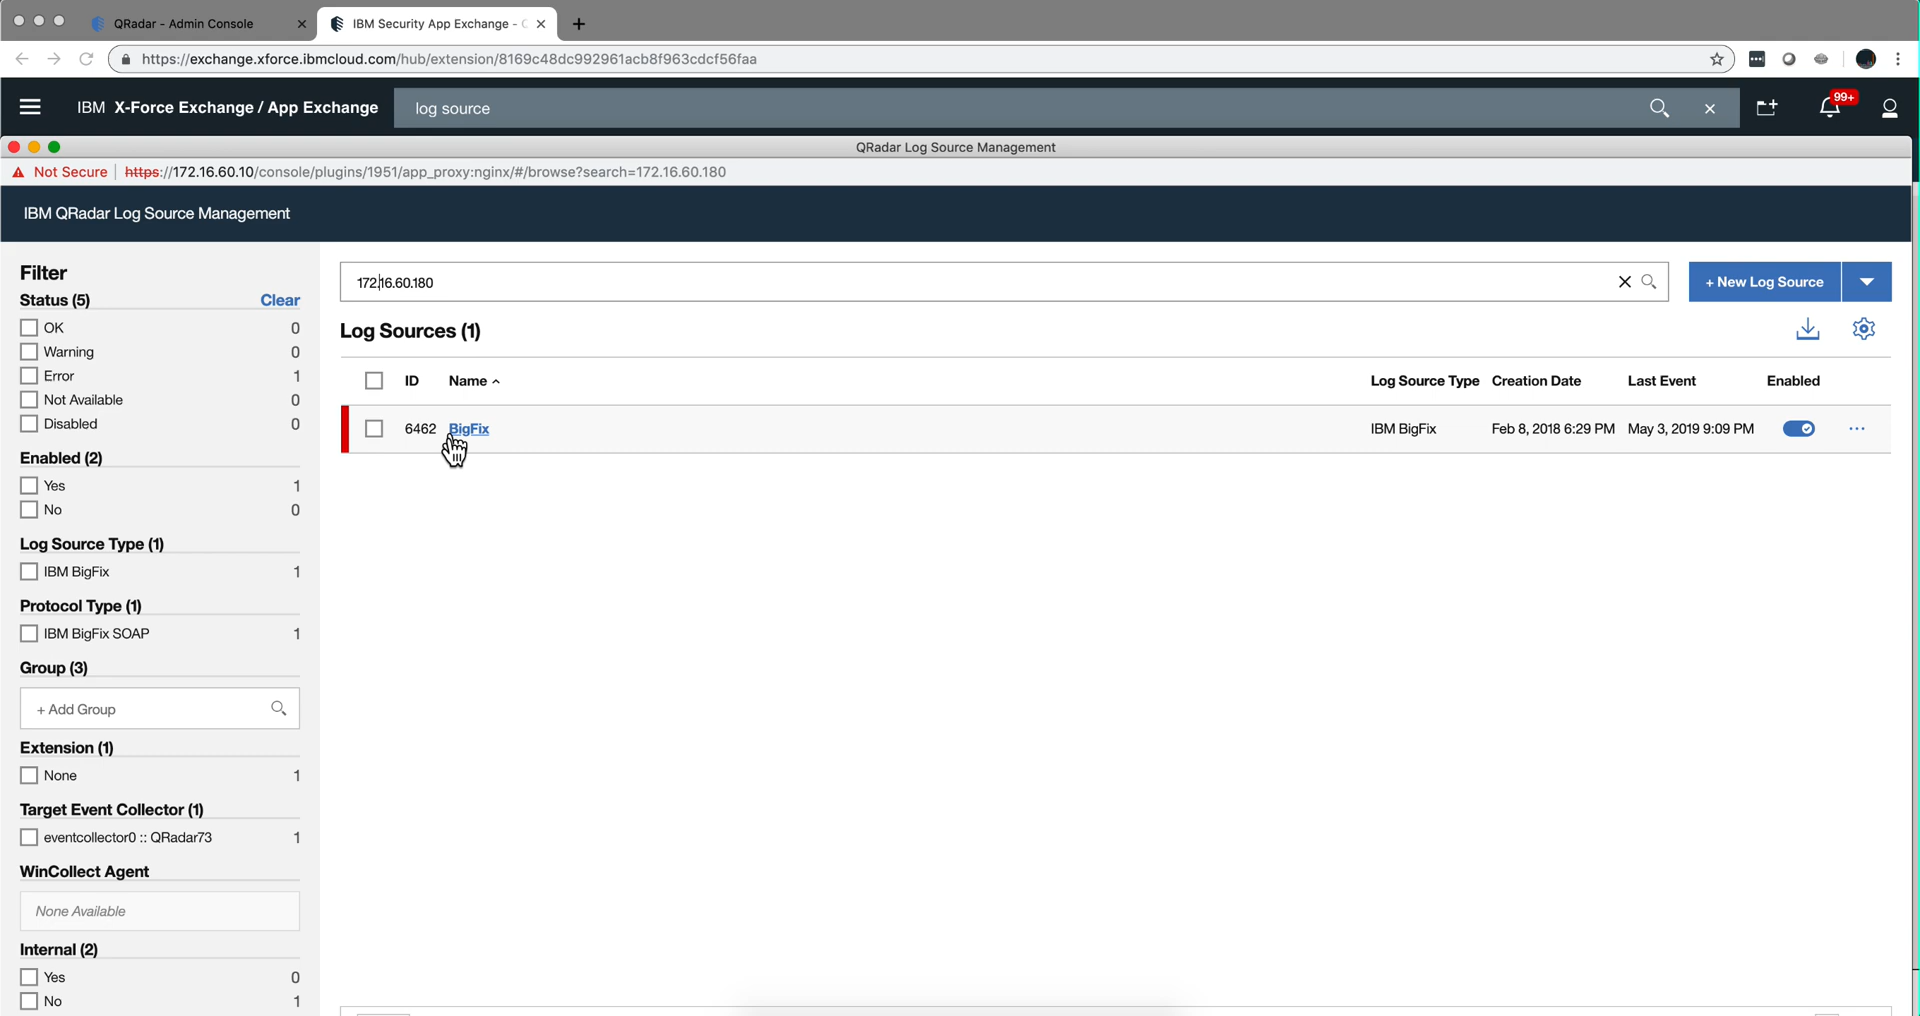 QRadar - Admin Console
IBM Security App Exchange -
https://exchange.xforce.ibmcloud.com/hub/extension/8169c48dc992961acb8f963cdcf56faa
IBM X-Force Exchange / App Exchange
log source
99+
QRadar Log Source Management
Not Secure
https://172.16.60.10/console/plugins/1951/app_proxy:nginx/#/browse?search=172.16.60.180
IBM QRadar Log Source Management
Filter
Status (5) Clear
OK 0
Warning 0
Error 1
Not Available 0
Disabled 0
Enabled (2)
Yes 1
No 0
Log Source Type (1)
IBM BigFix 1
Protocol Type (1)
IBM BigFix SOAP 1
Group (3)
+ Add Group
Extension (1)
None 1
Target Event Collector (1)
eventcollector0 :: QRadar73 1
WinCollect Agent
None Available
Internal (2)
Yes 0
No 1
172.16.60.180
+ New Log Source
Log Sources (1)
ID Name Log Source Type Creation Date Last Event Enabled
6462 BigFix IBM BigFix Feb 8, 2018 6:29 PM May 3, 2019 9:09 PM